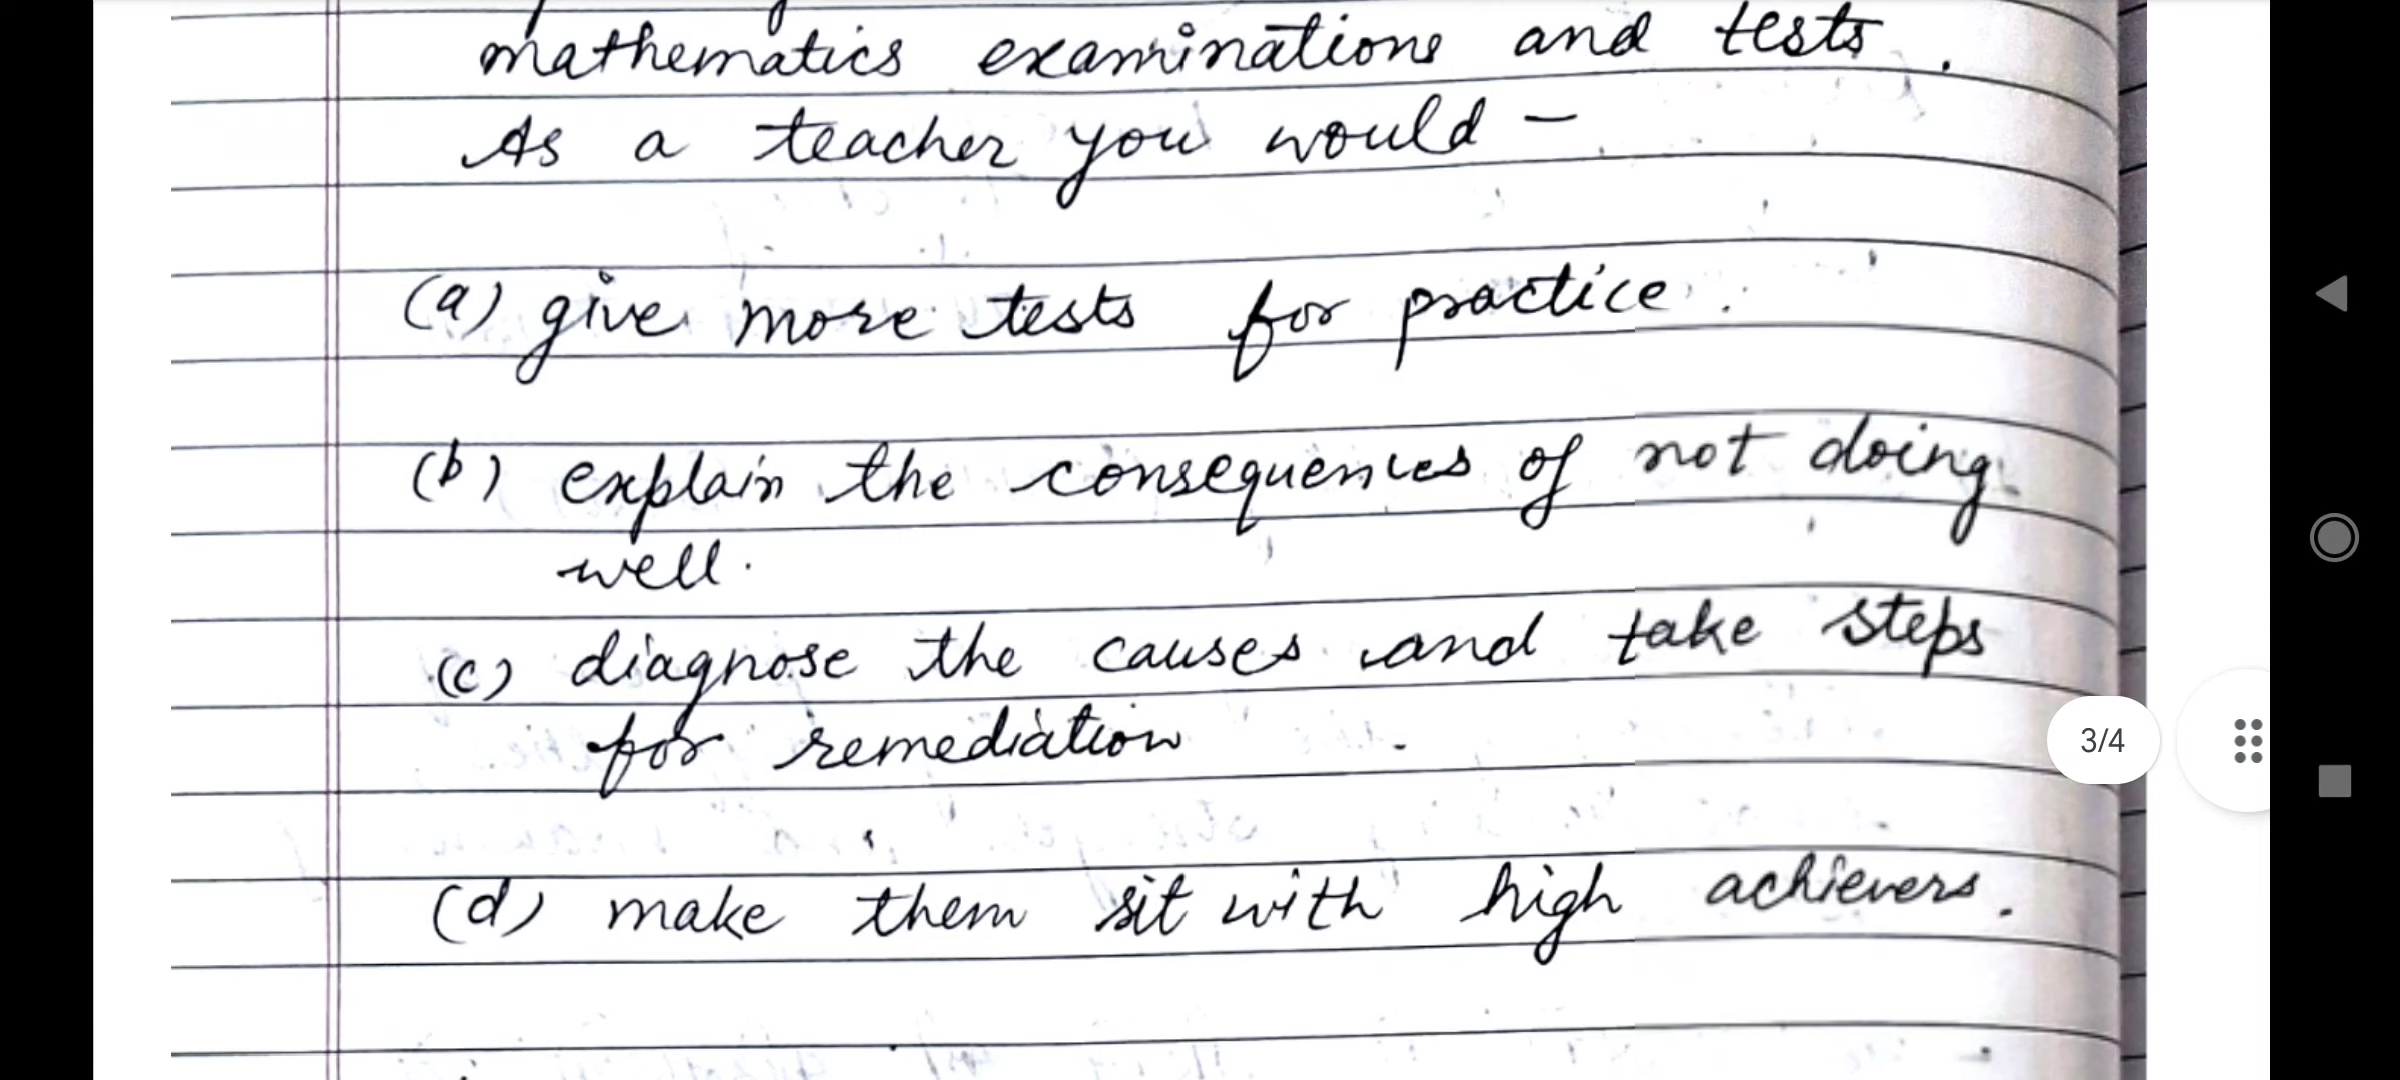 mathematics examinations and tests.
As a teacher you would -
(a) give more tests for practice.
(b) explain the consequences of not doing
well.
(c) diagnose the causes and take steps
for remediation
3/4
(d) make them sit with high achievers.